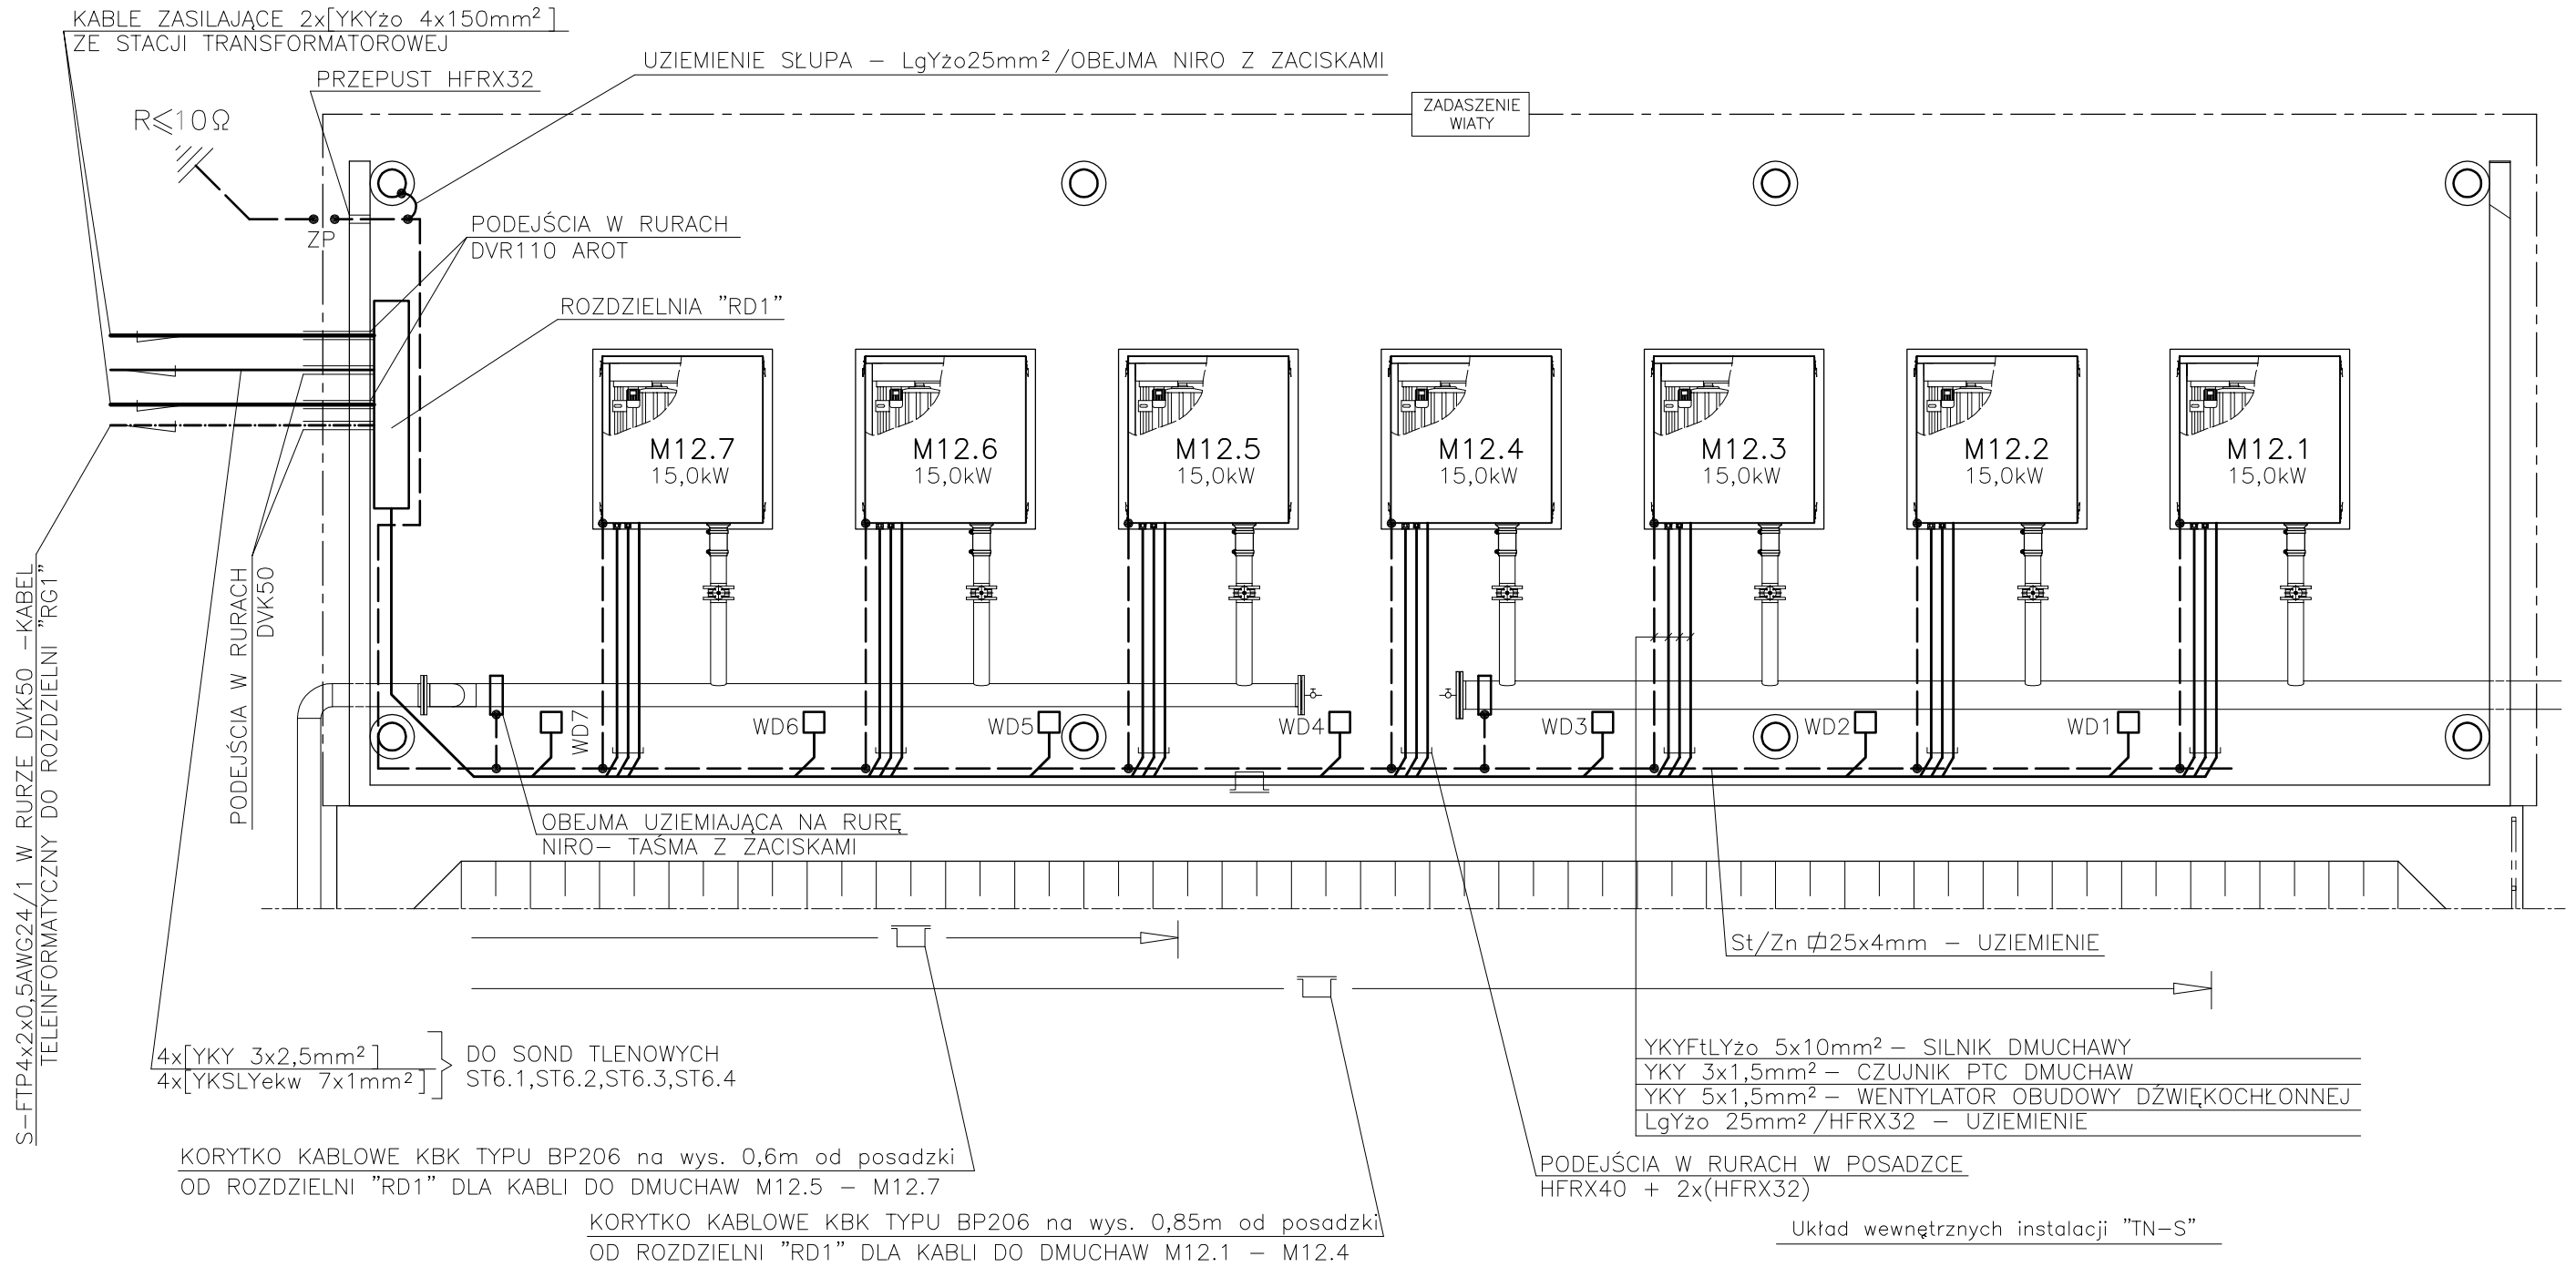 KABLE ZASILAJĄCE 2x[YKYżo 4x150mm²]
ZE STACJI TRANSFORMATOROWEJ
UZIEMIENIE SŁUPA – LgYżo25mm²/OBEJMA NIRO Z ZACISKAMI
PRZEPUST HFRX32
R≤10Ω
ZADASZENIE
WIATY
ZP
PODEJŚCIA W RURACH
DVR110 AROT
ROZDZIELNIA "RD1"
M12.7
15,0kW
M12.6
15,0kW
M12.5
15,0kW
M12.4
15,0kW
M12.3
15,0kW
M12.2
15,0kW
M12.1
15,0kW
S–FTP4x2x0,5AWG24/1 W RURZE DVK50 –KABEL
TELEINFORMATYCZNY DO ROZDZIELNI "RG1"
PODEJŚCIA W RURACH
DVK50
WD7
WD6
WD5
WD4
WD3
WD2
WD1
OBEJMA UZIEMIAJĄCA NA RURĘ
NIRO– TAŚMA Z ZACISKAMI
St/Zn 25x4mm – UZIEMIENIE
4x[YKY 3x2,5mm²]
4x[YKSLYekw 7x1mm²]
DO SOND TLENOWYCH
ST6.1,ST6.2,ST6.3,ST6.4
YKYFtLYżo 5x10mm² – SILNIK DMUCHAWY
YKY 3x1,5mm² – CZUJNIK PTC DMUCHAW
YKY 5x1,5mm² – WENTYLATOR OBUDOWY DŹWIĘKOCHŁONNEJ
LgYżo 25mm²/HFRX32 – UZIEMIENIE
KORYTKO KABLOWE KBK TYPU BP206 na wys. 0,6m od posadzki
OD ROZDZIELNI "RD1" DLA KABLI DO DMUCHAW M12.5 – M12.7
PODEJŚCIA W RURACH W POSADZCE
HFRX40 + 2x(HFRX32)
KORYTKO KABLOWE KBK TYPU BP206 na wys. 0,85m od posadzki
OD ROZDZIELNI "RD1" DLA KABLI DO DMUCHAW M12.1 – M12.4
Układ wewnętrznych instalacji "TN–S"